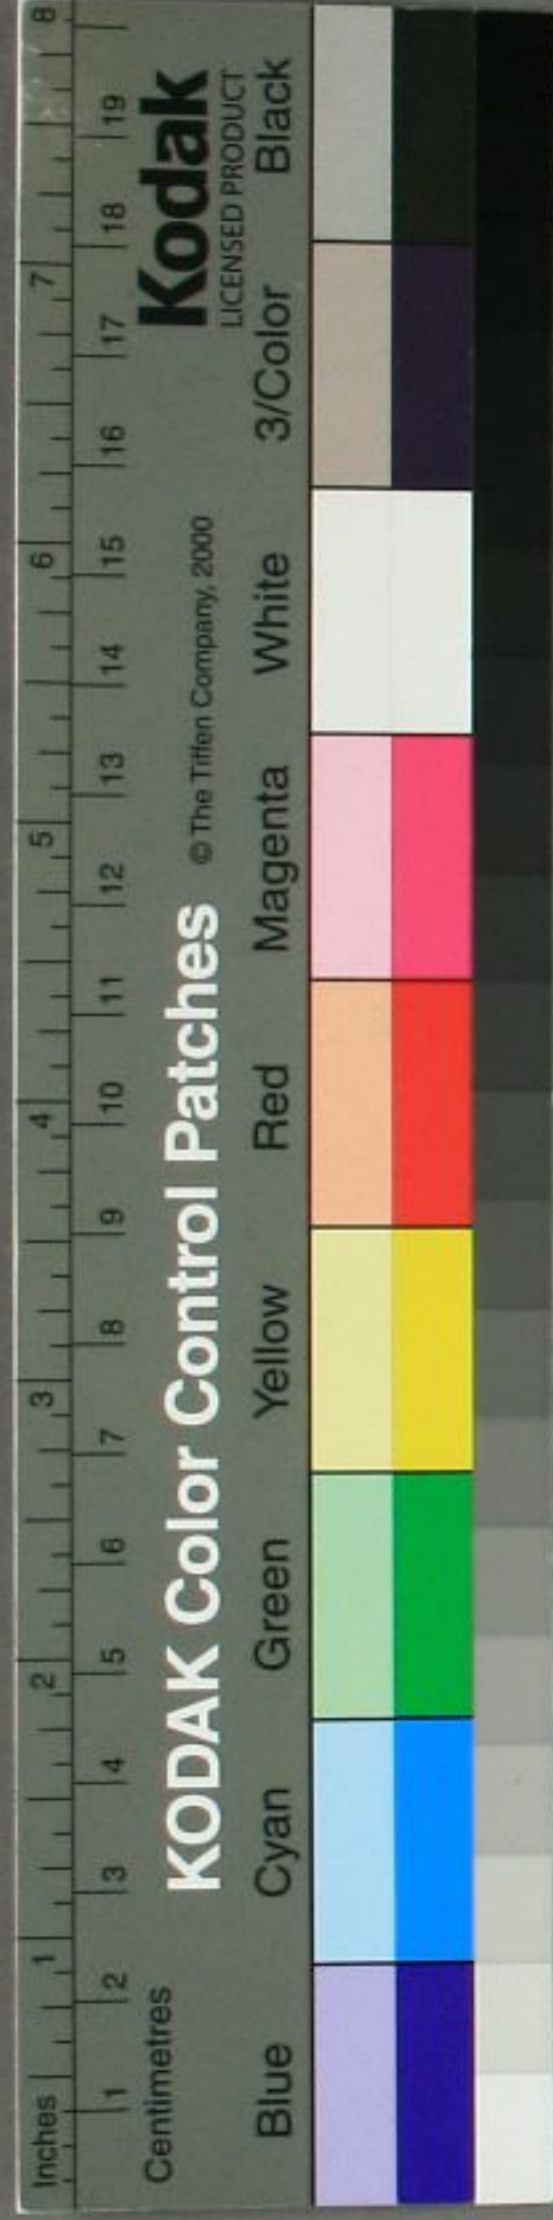 Inches 1 2 3 4 5 6 7 8
Centimetres 1 2 3 4 5 6 7 8 9 10 11 12 13 14 15 16 17 18 19
KODAK Color Control Patches © The Tiffen Company, 2000 Kodak
LICENSED PRODUCT
Blue Cyan Green Yellow Red Magenta White 3/Color Black